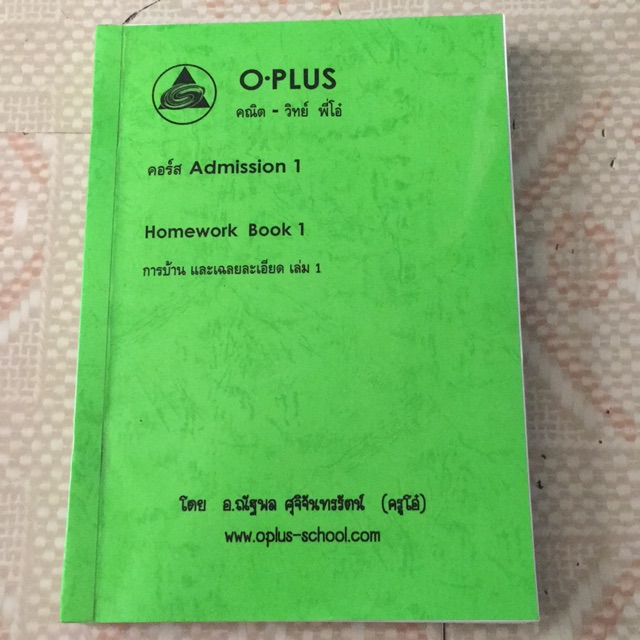 O·PLUS
คณิต - วิทย์ พี่โอ๋
คอร์ส Admission 1
Homework Book 1
การบ้าน และเฉลยละเอียด เล่ม 1
โดย อ.ณัฐพล ศุจิจันทรรัตน์ (ครูโอ๋)
www.oplus-school.com